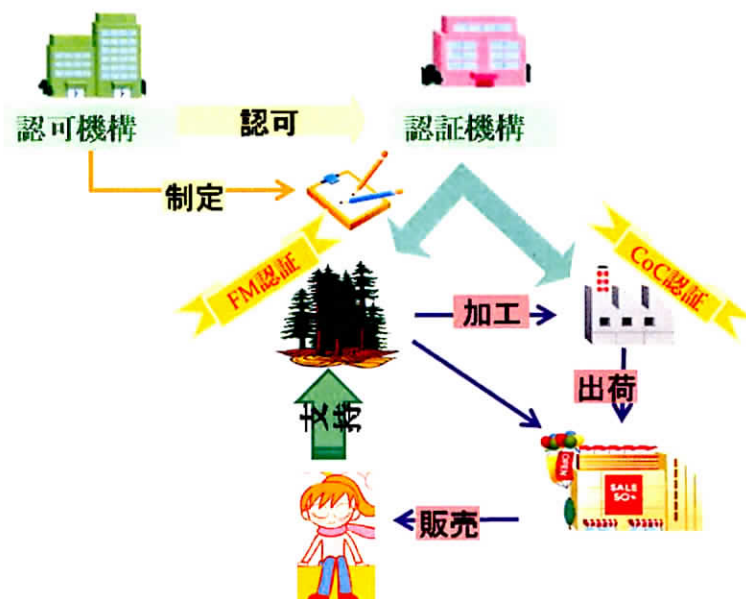 認可機構
認可
認証機構
制定
FM認証
CoC認証
加工
出荷
支持
OPEN
SALE
50%
販売